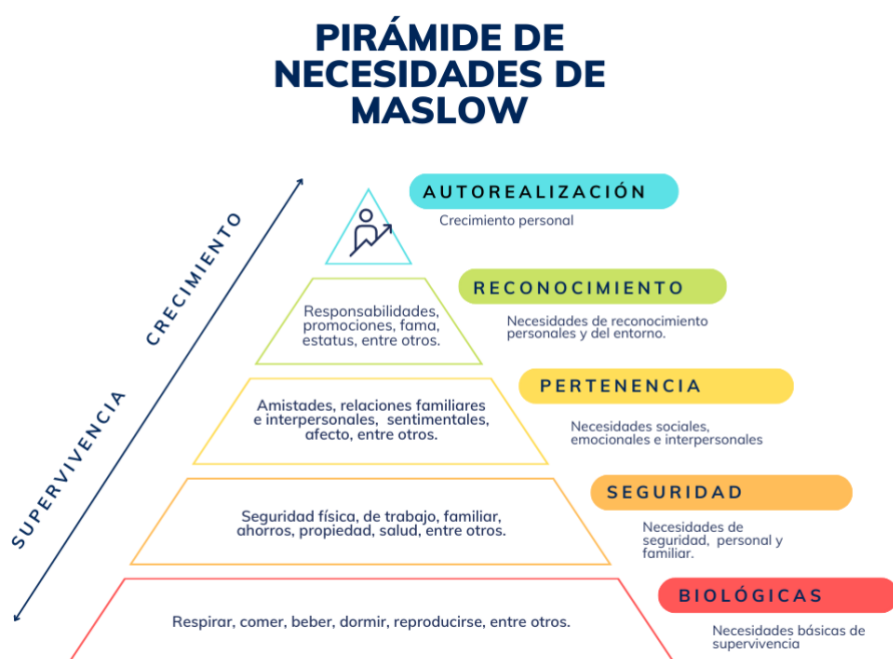 PIRÁMIDE DE
NECESIDADES DE
MASLOW
AUTOREALIZACIÓN
Crecimiento personal
CRECIMIENTO
RECONOCIMIENTO
Responsabilidades,
promociones, fama,
estatus, entre otros.
Necesidades de reconocimiento
personales y del entorno.
PERTENENCIA
Amistades, relaciones familiares
e interpersonales, sentimentales,
afecto, entre otros.
Necesidades sociales,
emocionales e interpersonales
SUPERVIVENCIA
SEGURIDAD
Seguridad física, de trabajo, familiar,
ahorros, propiedad, salud, entre otros.
Necesidades de
seguridad, personal y
familiar.
BIOLÓGICAS
Respirar, comer, beber, dormir, reproducirse, entre otros.
Necesidades básicas de
supervivencia